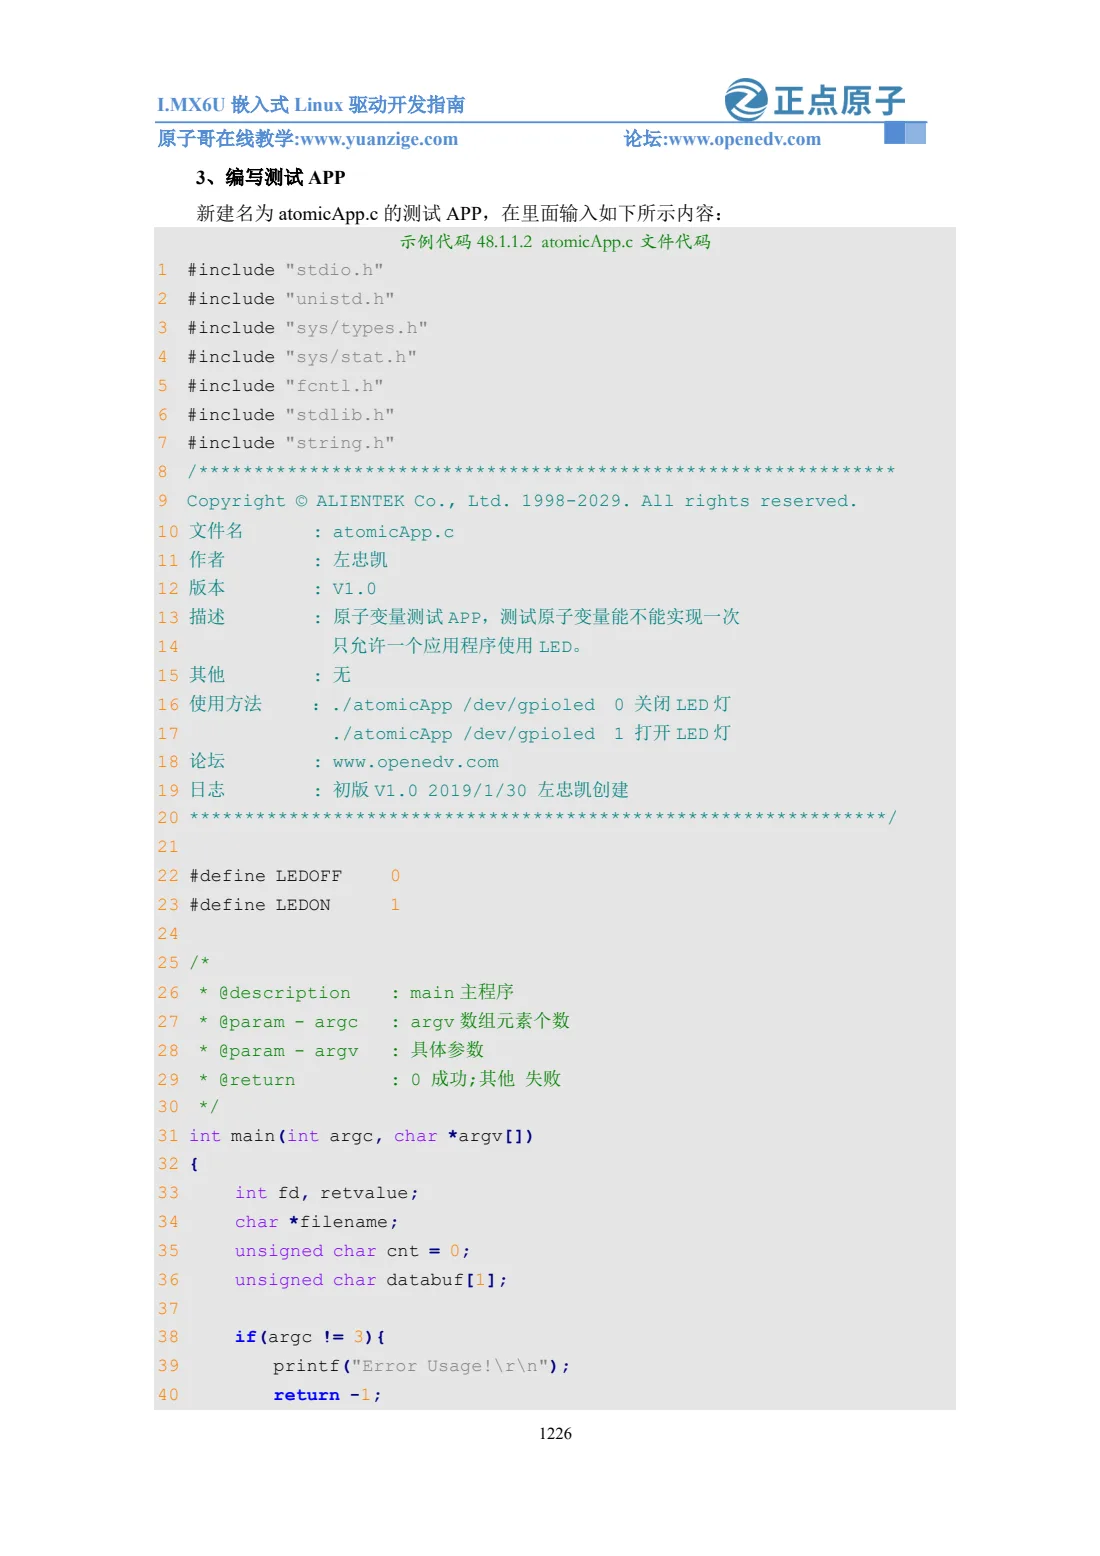 I.MX6U 嵌入式 Linux 驱动开发指南
正点原子
原子哥在线教学:www.yuanzige.com 论坛:www.openedv.com
3、编写测试 APP
新建名为 atomicApp.c 的测试 APP，在里面输入如下所示内容：
示例代码 48.1.1.2 atomicApp.c 文件代码
1 #include "stdio.h"
2 #include "unistd.h"
3 #include "sys/types.h"
4 #include "sys/stat.h"
5 #include "fcntl.h"
6 #include "stdlib.h"
7 #include "string.h"
8 /***************************************************************
9 Copyright © ALIENTEK Co., Ltd. 1998-2029. All rights reserved.
10 文件名 : atomicApp.c
11 作者 : 左忠凯
12 版本 : V1.0
13 描述 : 原子变量测试 APP，测试原子变量能不能实现一次
14 只允许一个应用程序使用 LED。
15 其他 : 无
16 使用方法 : ./atomicApp /dev/gpioled 0 关闭 LED 灯
17 ./atomicApp /dev/gpioled 1 打开 LED 灯
18 论坛 : www.openedv.com
19 日志 : 初版 V1.0 2019/1/30 左忠凯创建
20 ***************************************************************/
21
22 #define LEDOFF 0
23 #define LEDON 1
24
25 /*
26 * @description : main 主程序
27 * @param - argc : argv 数组元素个数
28 * @param - argv : 具体参数
29 * @return : 0 成功;其他 失败
30 */
31 int main(int argc, char *argv[])
32 {
33 int fd, retvalue;
34 char *filename;
35 unsigned char cnt = 0;
36 unsigned char databuf[1];
37
38 if(argc != 3){
39 printf("Error Usage!\r\n");
40 return -1;
1226